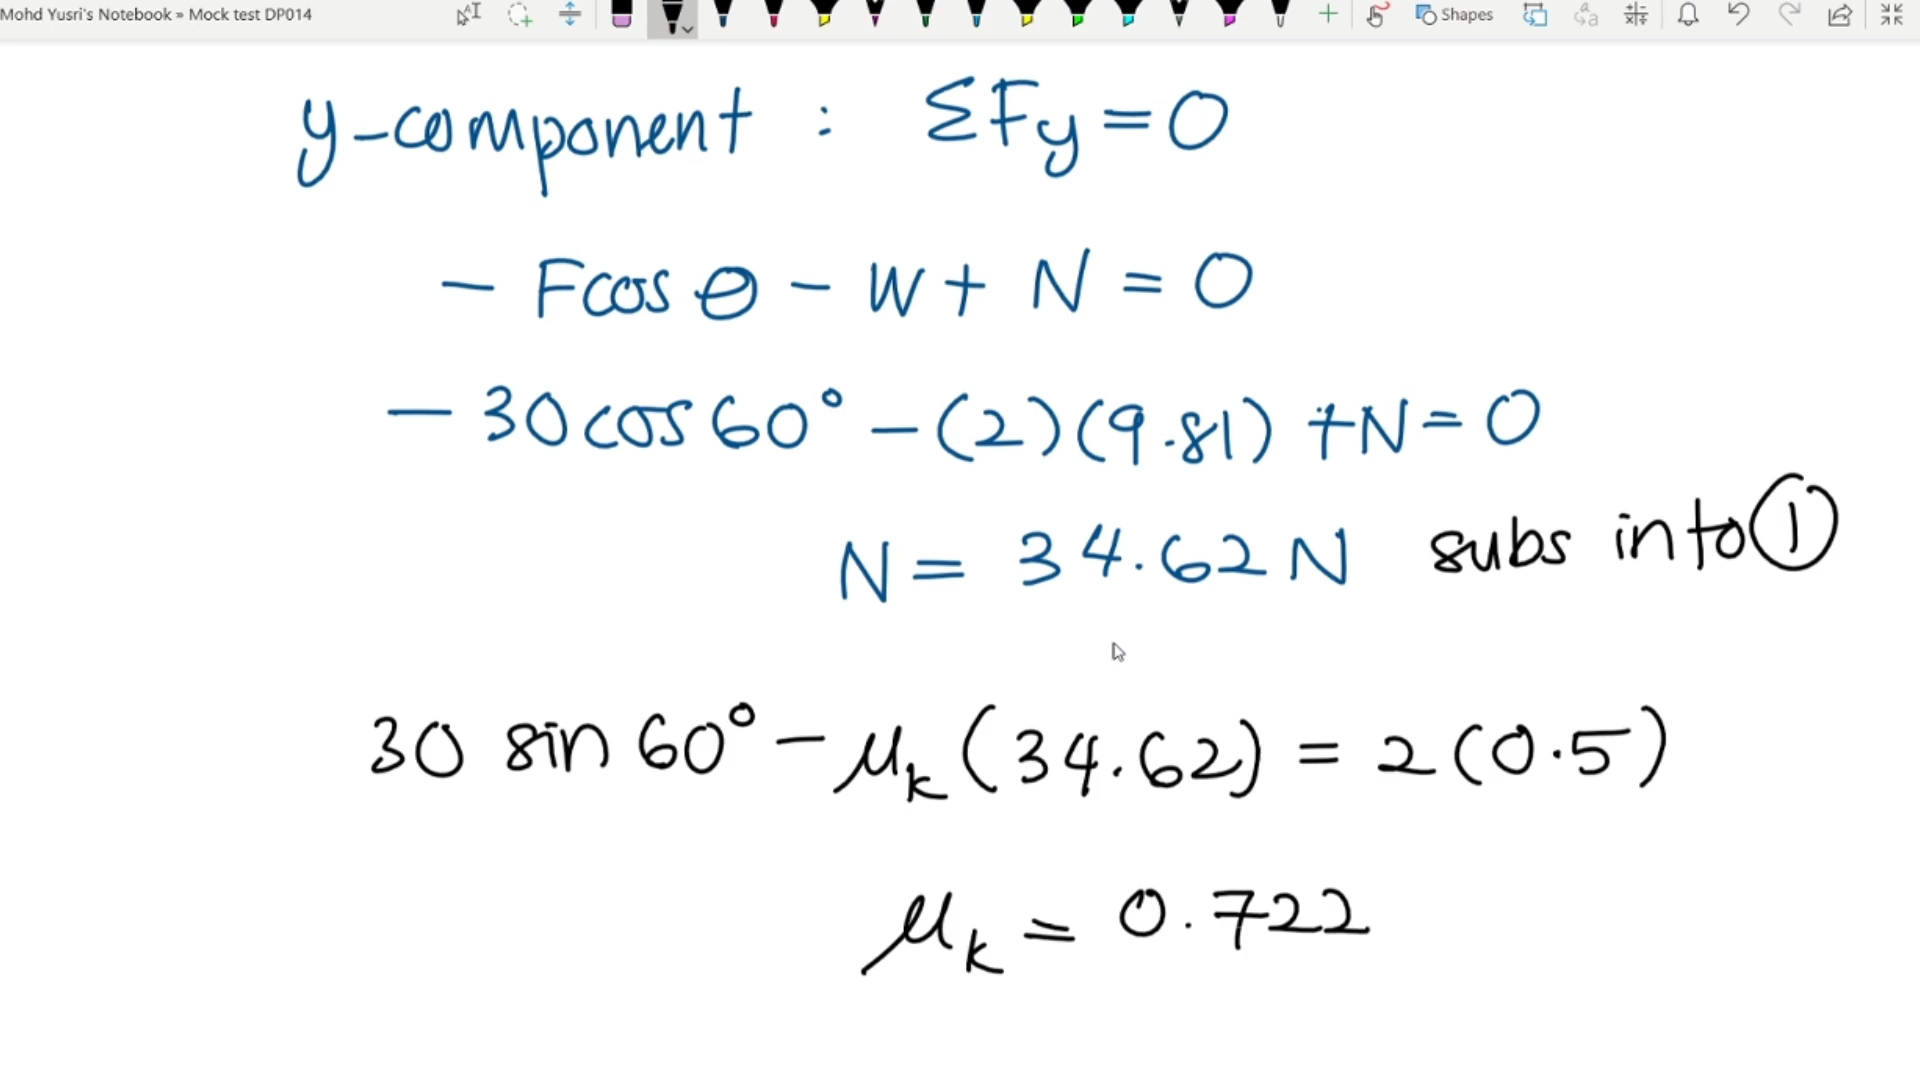 Mohd Yusri's Notebook » Mock test DP014
Shapes
y-component : ΣFy = 0
- Fcos θ - W + N = 0
- 30 cos 60° - (2)(9.81) + N = 0
N = 34.62 N subs into ①
30 sin 60° - μk (34.62) = 2(0.5)
μk = 0.722